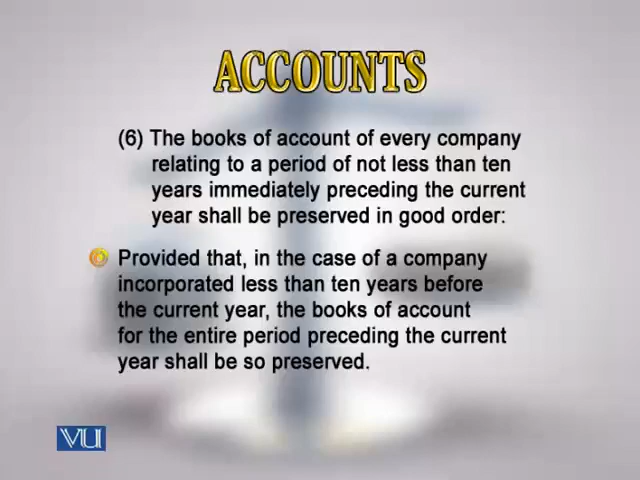 ACCOUNTS
(6) The books of account of every company
relating to a period of not less than ten
years immediately preceding the current
year shall be preserved in good order:
Provided that, in the case of a company
incorporated less than ten years before
the current year, the books of account
for the entire period preceding the current
year shall be so preserved.
VU